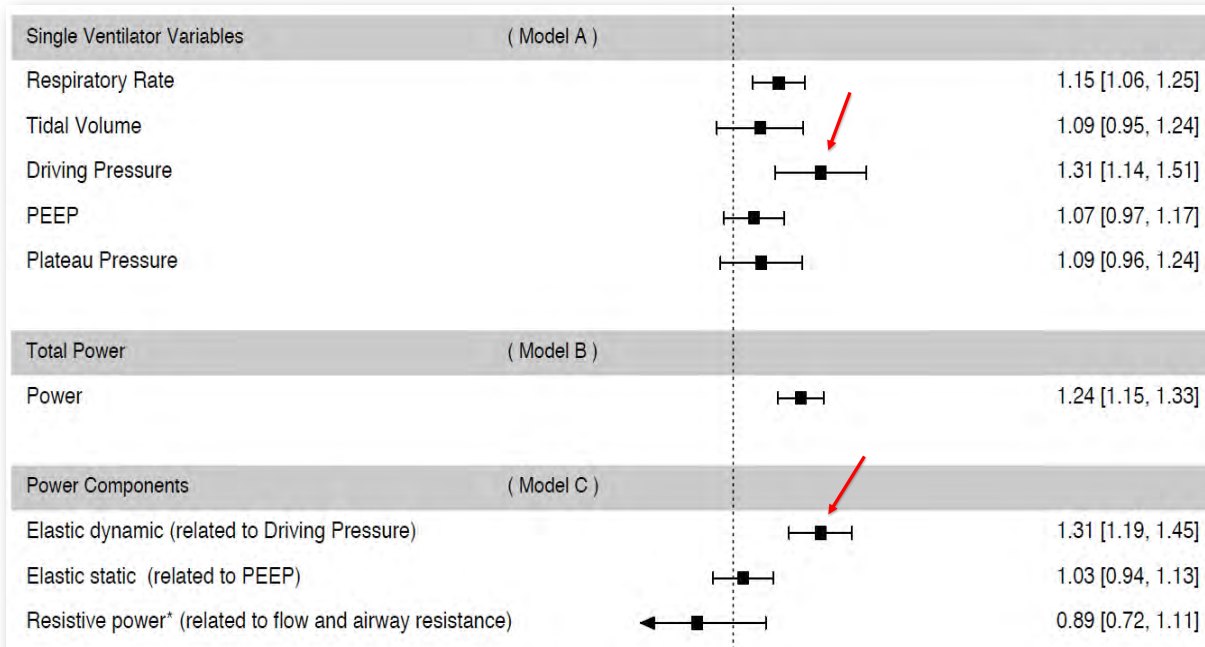 Single Ventilator Variables ( Model A )
Respiratory Rate 1.15 [1.06, 1.25]
Tidal Volume 1.09 [0.95, 1.24]
Driving Pressure 1.31 [1.14, 1.51]
PEEP 1.07 [0.97, 1.17]
Plateau Pressure 1.09 [0.96, 1.24]
Total Power ( Model B )
Power 1.24 [1.15, 1.33]
Power Components ( Model C )
Elastic dynamic (related to Driving Pressure) 1.31 [1.19, 1.45]
Elastic static (related to PEEP) 1.03 [0.94, 1.13]
Resistive power* (related to flow and airway resistance) 0.89 [0.72, 1.11]